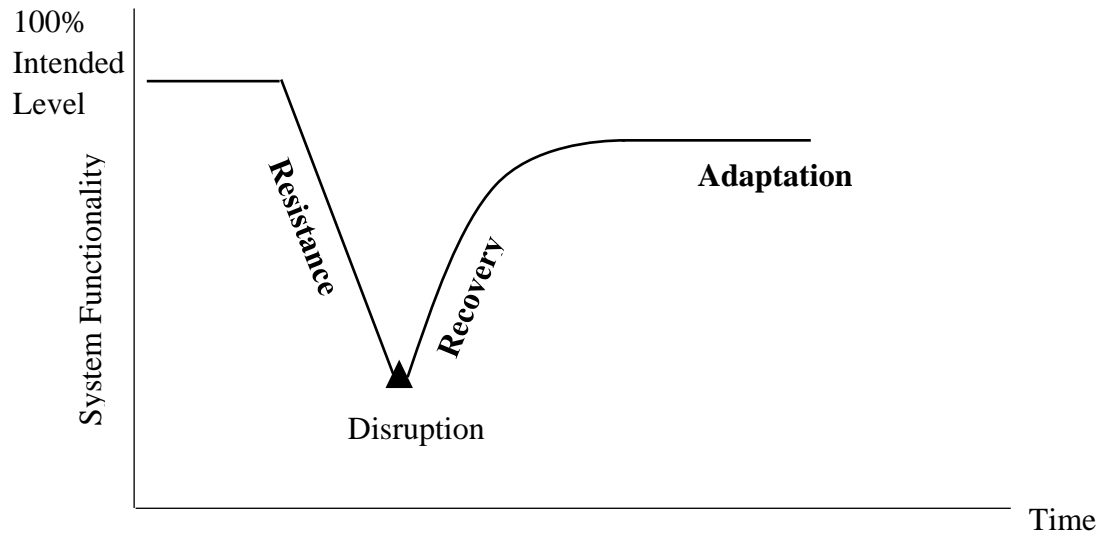 100%
Intended
Level
System Functionality
Resistance
Recovery
Adaptation
Disruption
Time